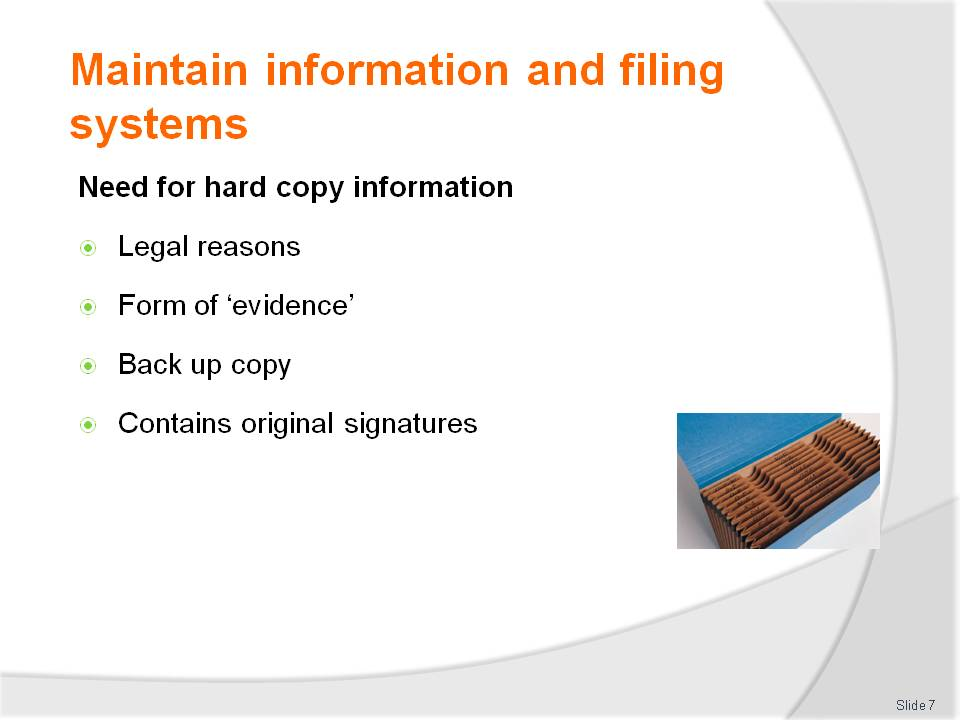 Maintain information and filing
systems
Need for hard copy information
Legal reasons
Form of ‘evidence’
Back up copy
Contains original signatures
Slide 7